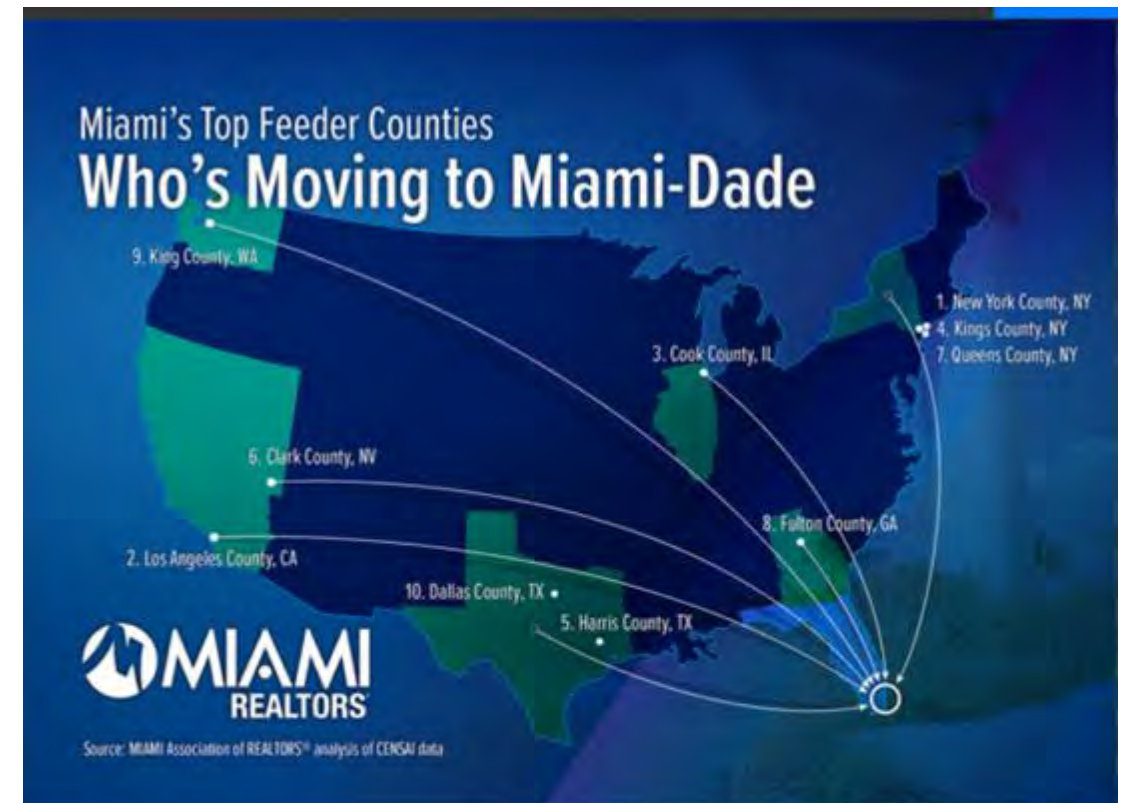 Miami's Top Feeder Counties
Who's Moving to Miami-Dade
9. King County, WA
1. New York County, NY
4. Kings County, NY
7. Queens County, NY
3. Cook County, IL
6. Clark County, NV
8. Fulton County, GA
2. Los Angeles County, CA
10. Dallas County, TX
5. Harris County, TX
MIAMI
REALTORS
Source: MIAMI Association of REALTORS® analysis of CENSAI data